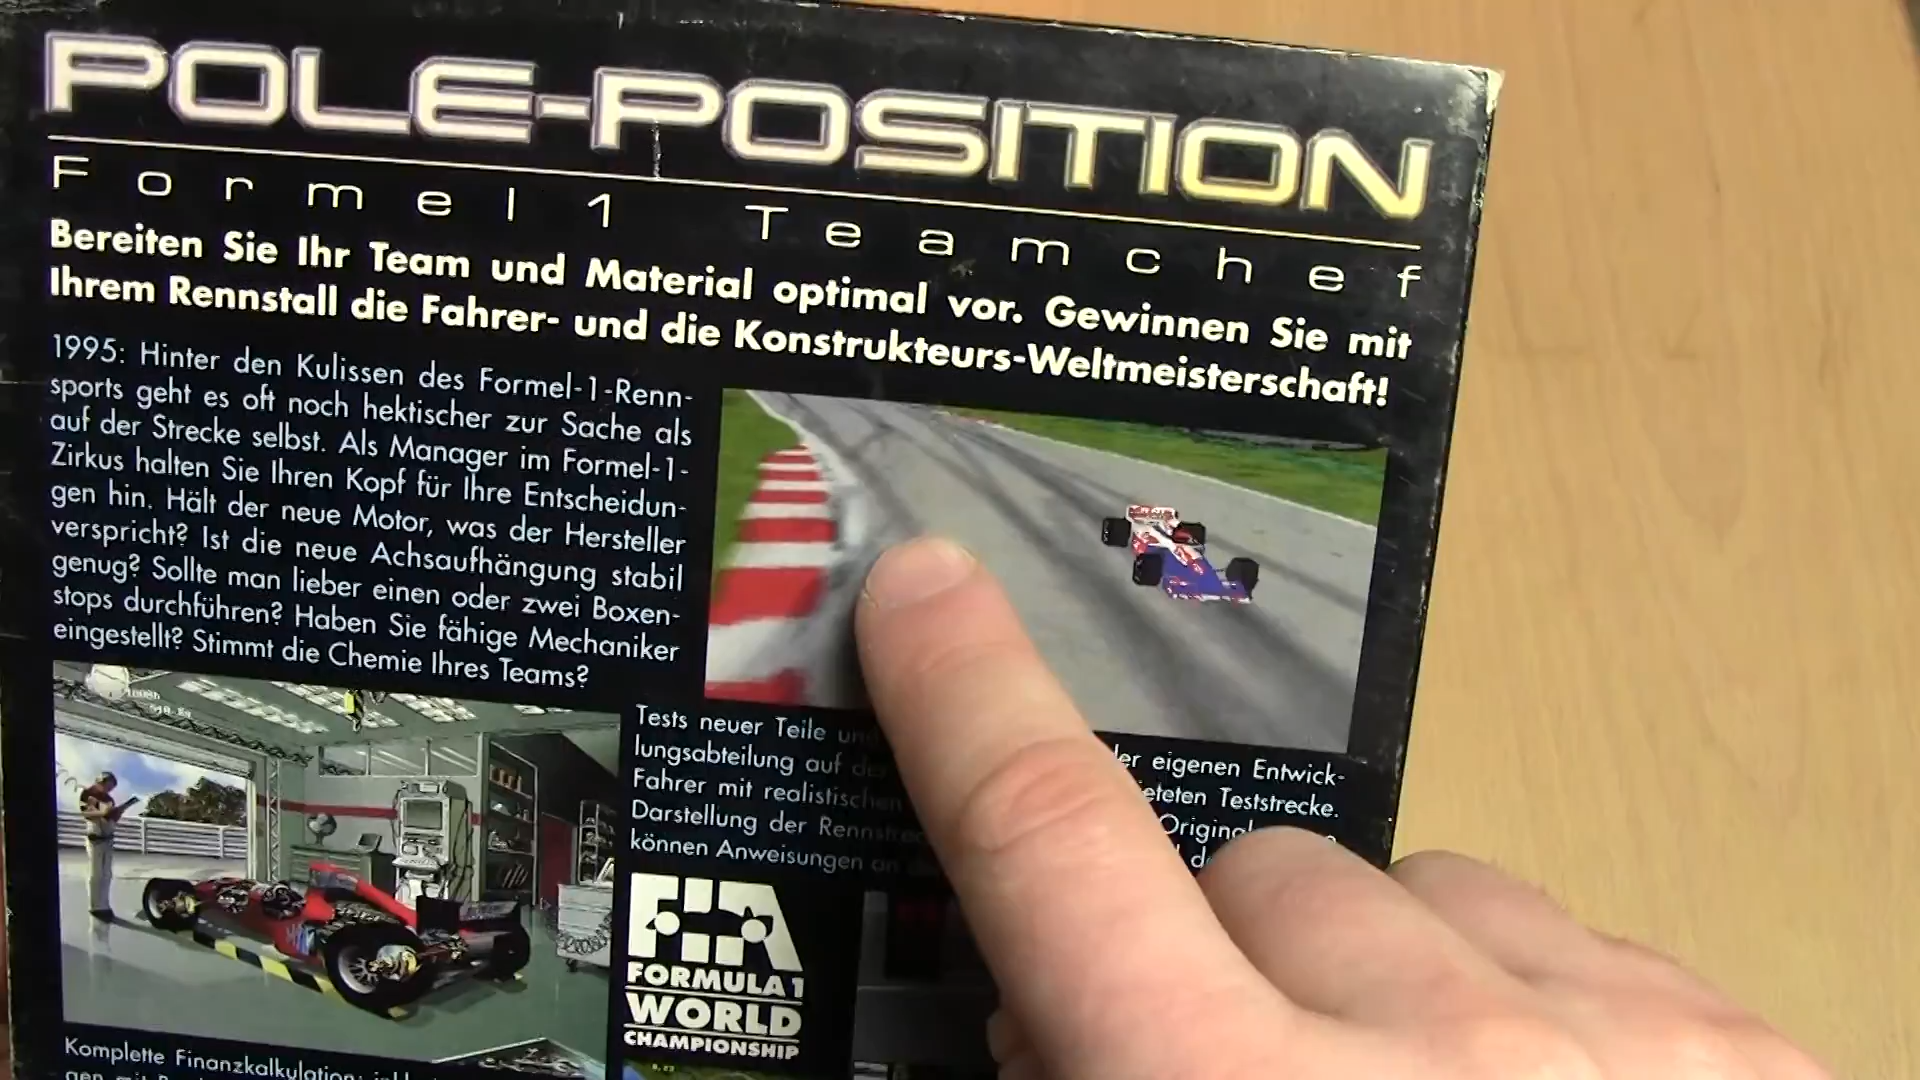 POLE-POSITION
Formel 1 Teamchef
Bereiten Sie Ihr Team und Material optimal vor. Gewinnen Sie mit
Ihrem Rennstall die Fahrer- und die Konstrukteurs-Weltmeisterschaft!
1995: Hinter den Kulissen des Formel-1-Renn-
sports geht es oft noch hektischer zur Sache als
auf der Strecke selbst. Als Manager im Formel-1-
Zirkus halten Sie Ihren Kopf für Ihre Entscheidun-
gen hin. Hält der neue Motor, was der Hersteller
verspricht? Ist die neue Achsaufhängung stabil
genug? Sollte man lieber einen oder zwei Boxen-
stops durchführen? Haben Sie fähige Mechaniker
eingestellt? Stimmt die Chemie Ihres Teams?
Tests neuer Teile und der eigenen Entwick-
lungsabteilung auf der Teststrecke.
Fahrer mit realistischen Original
Darstellung der
können Anweisungen an
FIA
FORMULA 1
WORLD
CHAMPIONSHIP
Komplette Finanzkalkulation;
gen mit